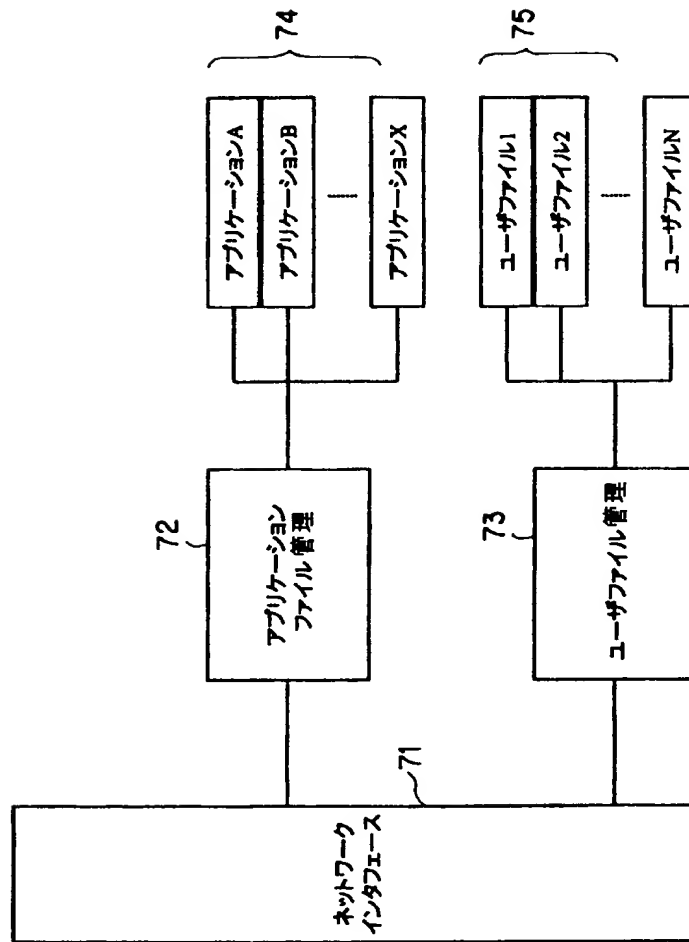 ネットワーク
インタフェース
71
72
アプリケーション
ファイル管理
73
ユーザファイル管理
アプリケーションA
アプリケーションB
アプリケーションX
74
ユーザファイル1
ユーザファイル2
ユーザファイルN
75